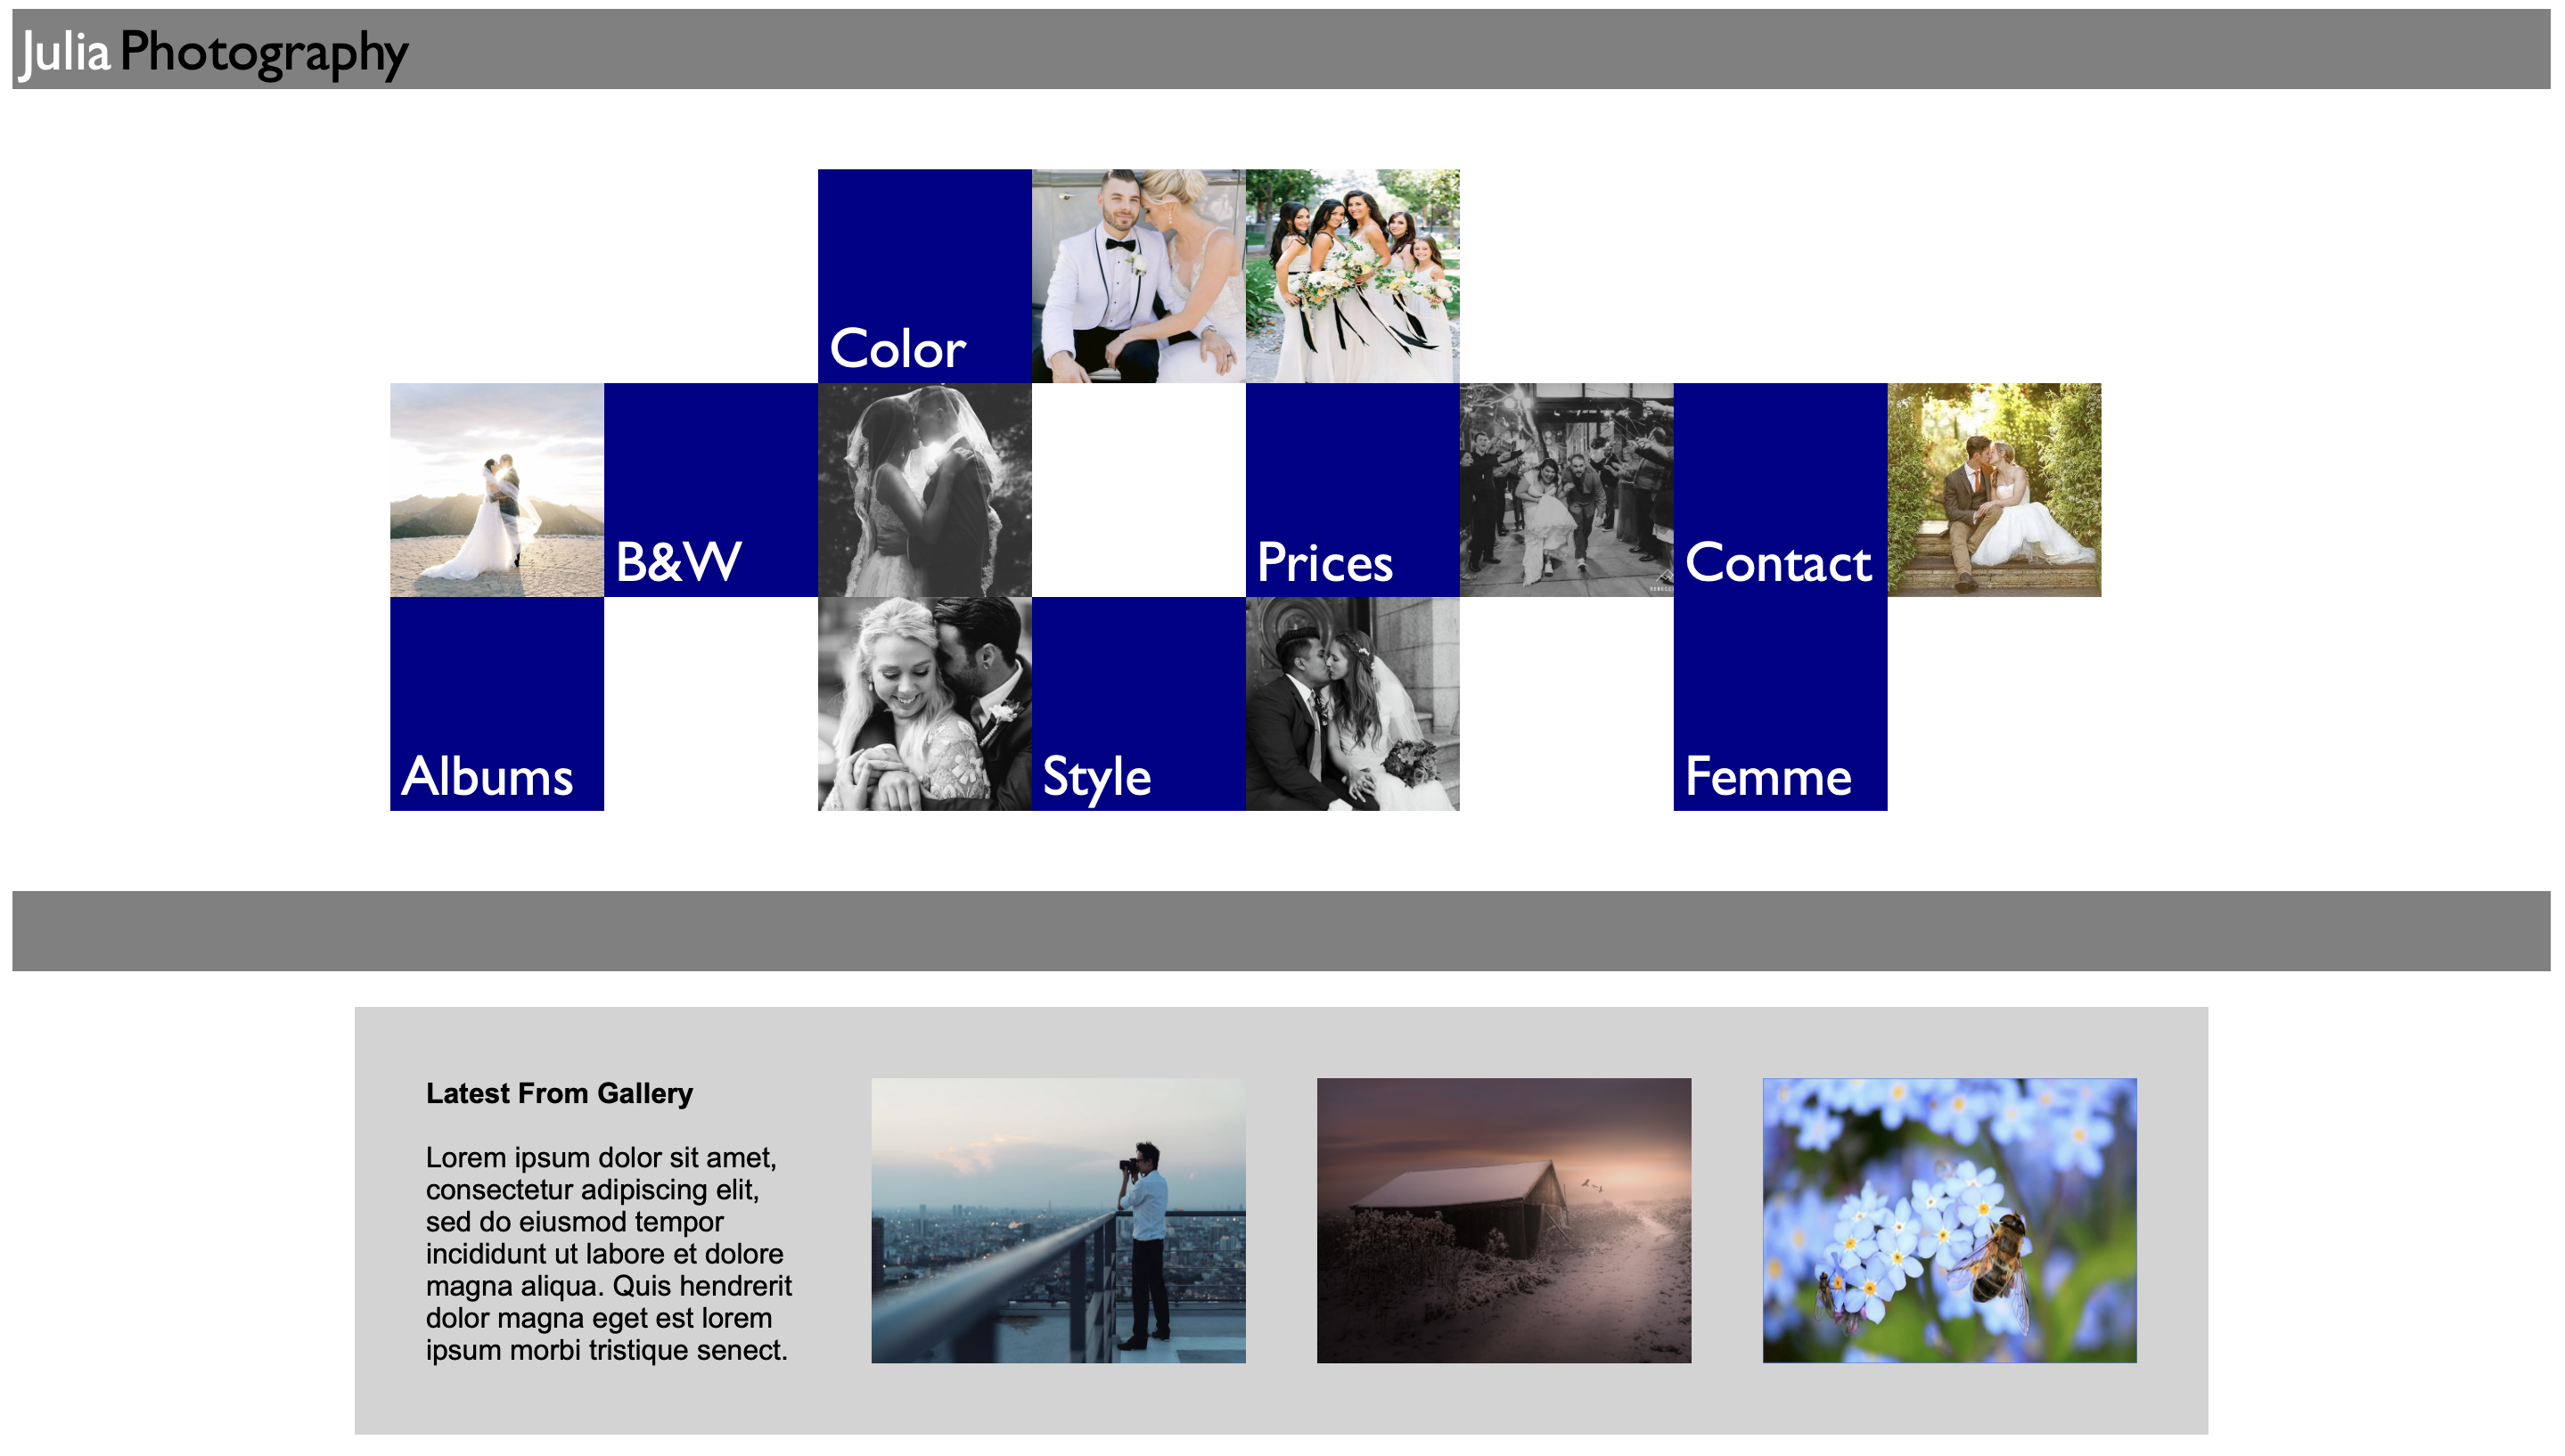 Julia Photography
Color
B&W
Prices
Contact
Albums
Style
Femme
Latest From Gallery
Lorem ipsum dolor sit amet,
consectetur adipiscing elit,
sed do eiusmod tempor
incididunt ut labore et dolore
magna aliqua. Quis hendrerit
dolor magna eget est lorem
ipsum morbi tristique senect.